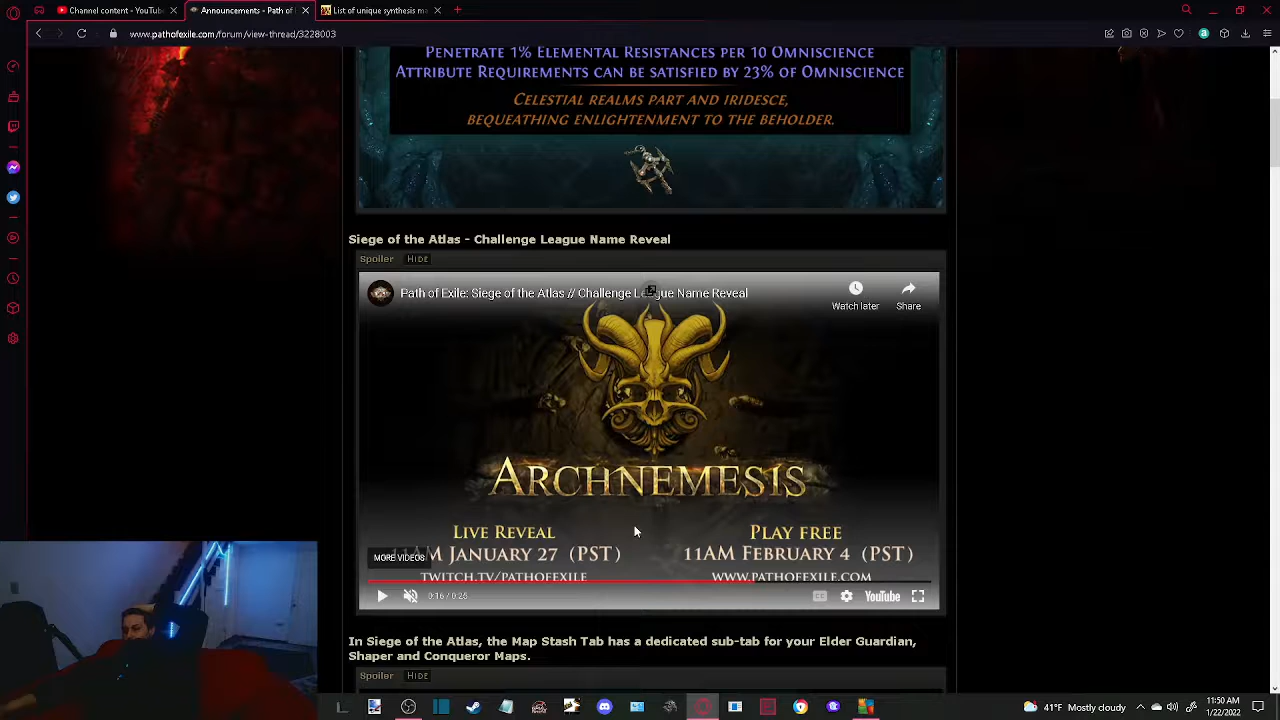 Channel content - YouTube
Announcements - Path of E
List of unique synthesis ma
www.pathofexile.com/forum/view-thread/3228003
Penetrate 1% Elemental Resistances per 10 Omniscience
Attribute Requirements can be satisfied by 23% of Omniscience
Celestial realms part and iridesce,
bequeathing enlightenment to the beholder.
Siege of the Atlas - Challenge League Name Reveal
Spoiler Hide
Path of Exile: Siege of the Atlas // Challenge League Name Reveal
Watch later
Share
Archnemesis
Live Reveal
11AM January 27 (PST)
twitch.tv/pathofexile
Play Free
11AM February 4 (PST)
www.pathofexile.com
MORE VIDEOS
0:16 / 0:25
CC
YouTube
In Siege of the Atlas, the Map Stash Tab has a dedicated sub-tab for your Elder Guardian,
Shaper and Conqueror Maps.
Spoiler Hide
41°F Mostly cloudy
11:50 AM
1/22/2022